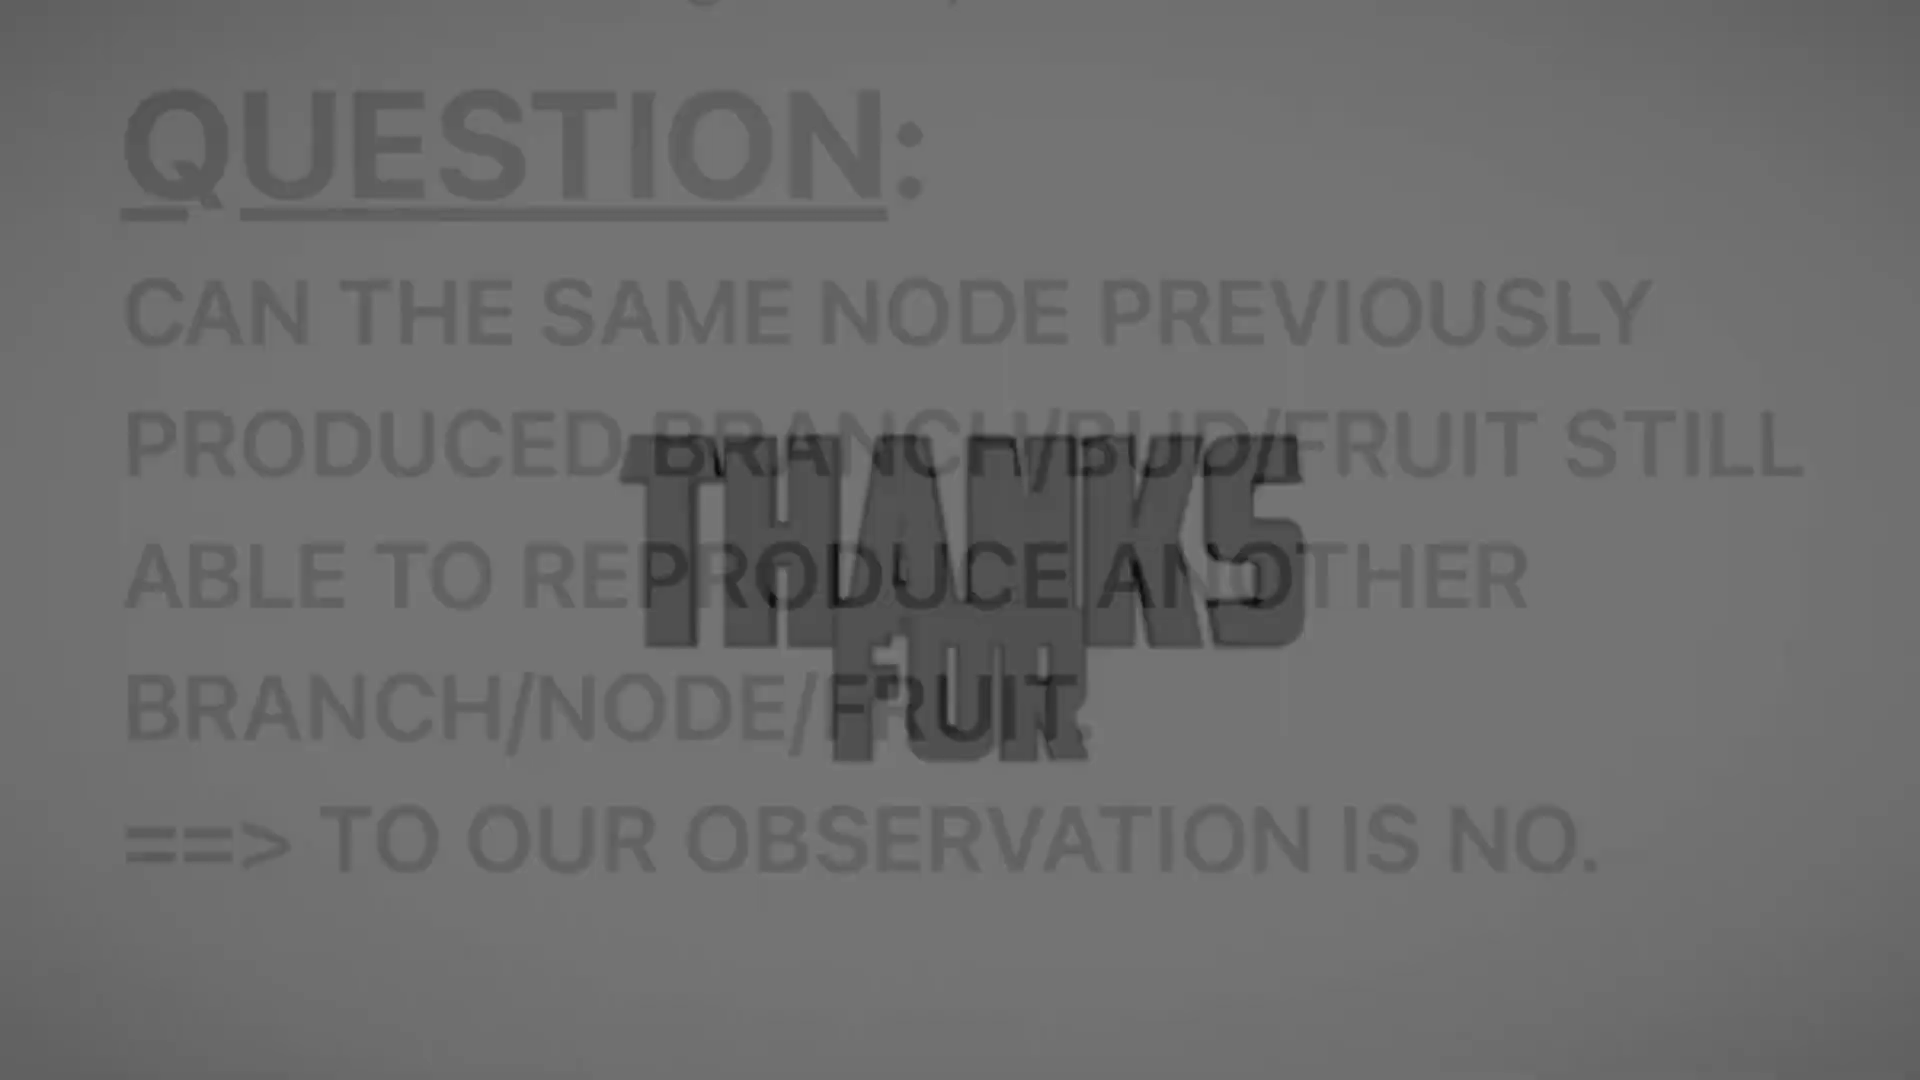 QUESTION:
CAN THE SAME NODE PREVIOUSLY
PRODUCED BRANCH/BUD/FRUIT STILL
ABLE TO REPRODUCE ANOTHER
BRANCH/NODE/FRUIT.
==> TO OUR OBSERVATION IS NO.
THANKS
FOR